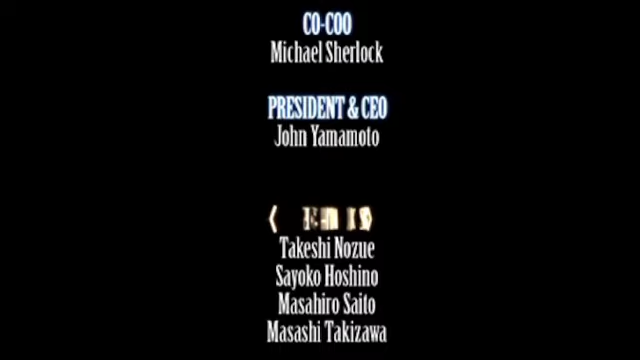 CO-COO
Michael Sherlock
PRESIDENT & CEO
John Yamamoto
Takeshi Nozue
Sayoko Hoshino
Masahiro Saito
Masashi Takizawa